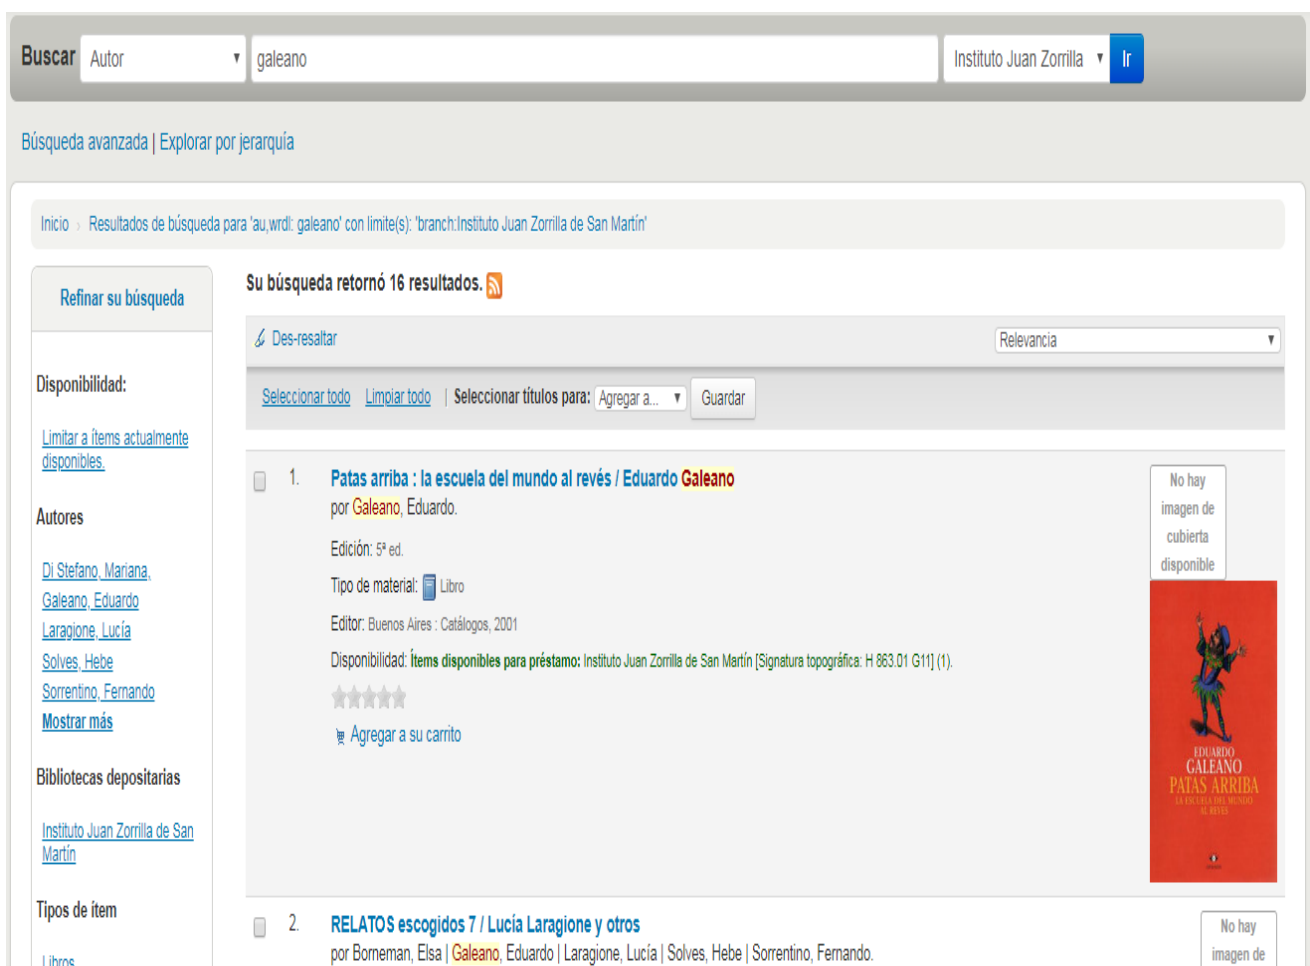 Buscar Autor galeano Instituto Juan Zorrilla Ir
Búsqueda avanzada | Explorar por jerarquía
Inicio › Resultados de búsqueda para 'au,wrdl: galeano' con limite(s): 'branch:Instituto Juan Zorrilla de San Martín'
Refinar su búsqueda
Disponibilidad:
Limitar a ítems actualmente
disponibles.
Autores
Di Stefano, Mariana,
Galeano, Eduardo
Laragione, Lucía
Solves, Hebe
Sorrentino, Fernando
Mostrar más
Bibliotecas depositarias
Instituto Juan Zorrilla de San
Martín
Tipos de ítem
Libros
Su búsqueda retornó 16 resultados.
Des-resaltar
Relevancia
Seleccionar todo Limpiar todo | Seleccionar títulos para: Agregar a... Guardar
1. Patas arriba : la escuela del mundo al revés / Eduardo Galeano
por Galeano, Eduardo.
Edición: 5ª ed.
Tipo de material: Libro
Editor: Buenos Aires : Catálogos, 2001
Disponibilidad: Ítems disponibles para préstamo: Instituto Juan Zorrilla de San Martín [Signatura topográfica: H 863.01 G11] (1).
Agregar a su carrito
No hay
imagen de
cubierta
disponible
EDUARDO
GALEANO
PATAS ARRIBA
LA ESCUELA DEL MUNDO
AL REVES
2. RELATOS escogidos 7 / Lucía Laragione y otros
por Borneman, Elsa | Galeano, Eduardo | Laragione, Lucía | Solves, Hebe | Sorrentino, Fernando.
No hay
imagen de